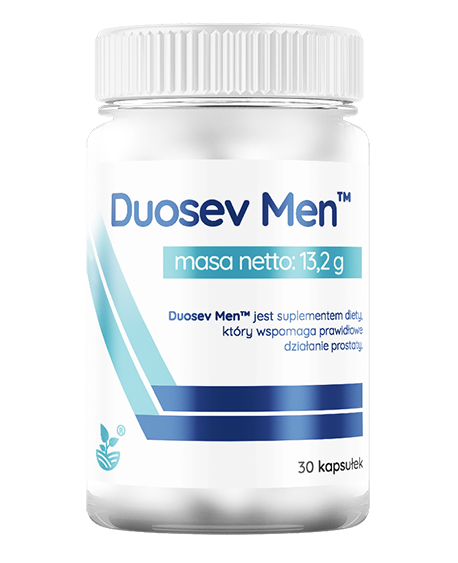 Duosev Men™
masa netto: 13,2 g
Duosev Men™ jest suplementem diety,
który wspomaga prawidłowe
działanie prostaty.
®
30 kapsułek